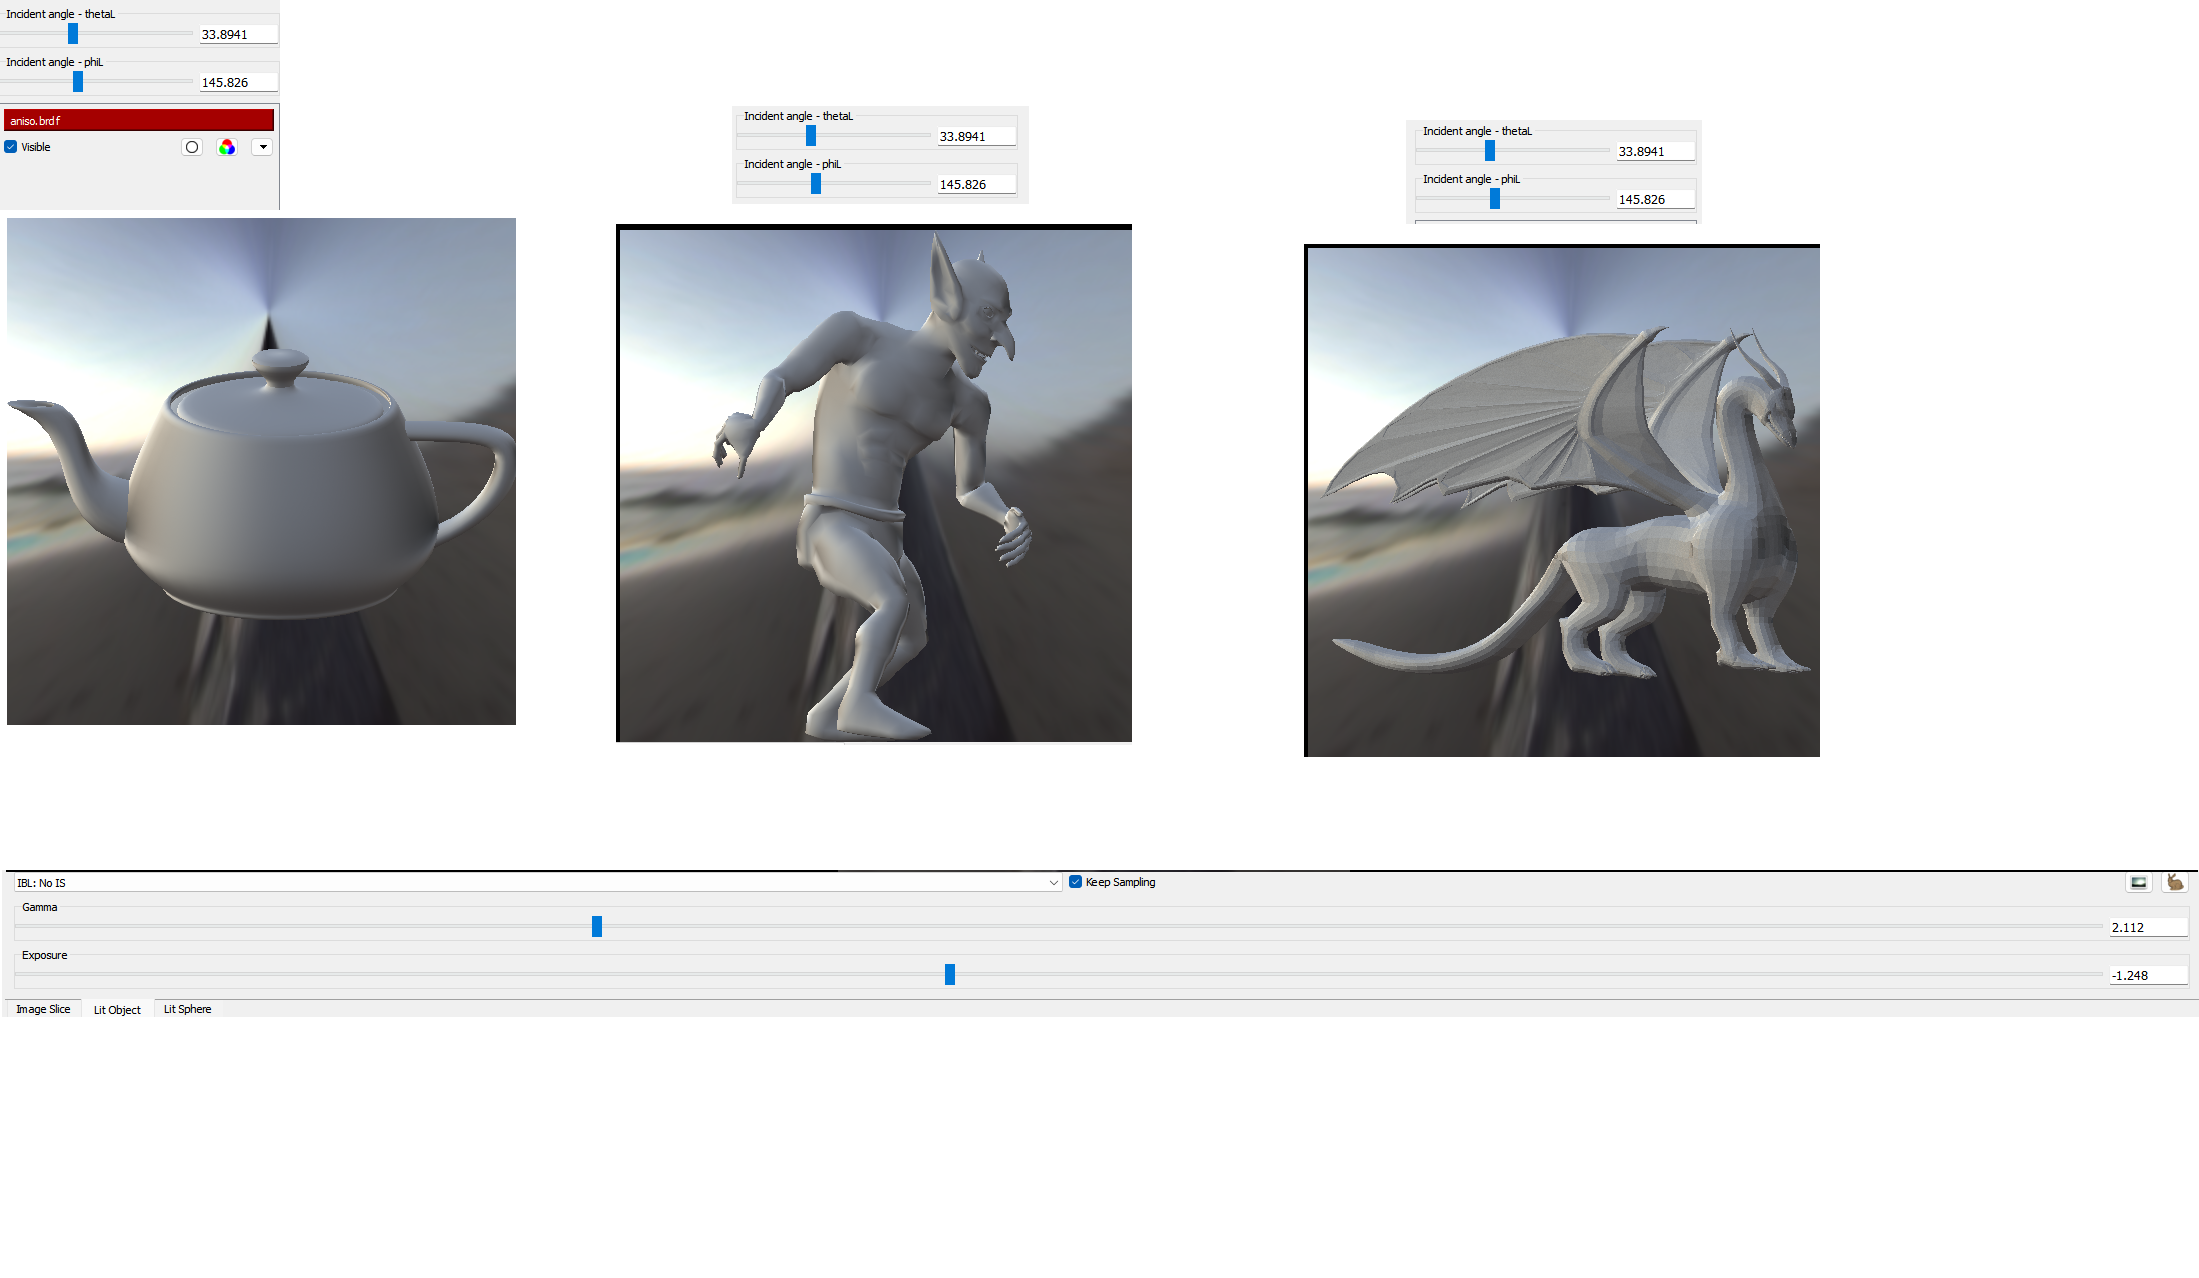 Incident angle - thetaL
33.8941
Incident angle - phiL
145.826
aniso.brdf
Visible
Incident angle - thetaL
33.8941
Incident angle - phiL
145.826
Incident angle - thetaL
33.8941
Incident angle - phiL
145.826
IBL: No IS
Keep Sampling
Gamma
2.112
Exposure
-1.248
Image Slice
Lit Object
Lit Sphere